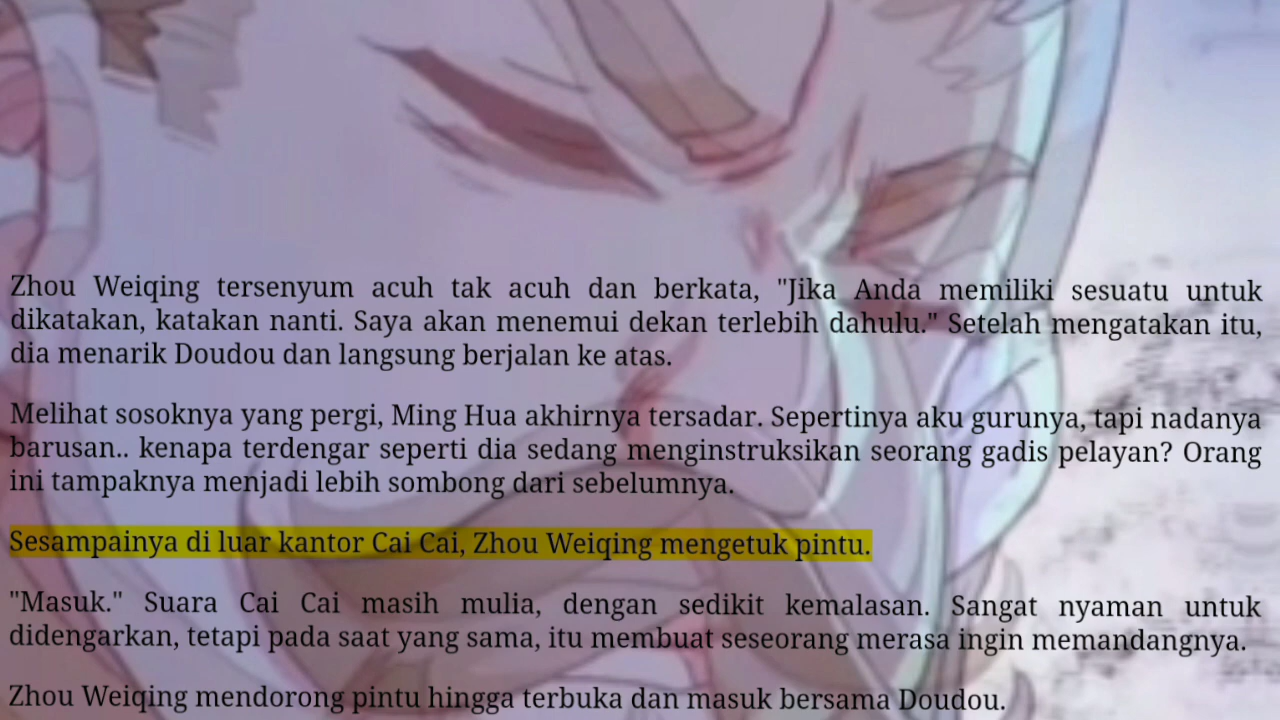 Zhou Weiqing tersenyum acuh tak acuh dan berkata, "Jika Anda memiliki sesuatu untuk
dikatakan, katakan nanti. Saya akan menemui dekan terlebih dahulu." Setelah mengatakan itu,
dia menarik Doudou dan langsung berjalan ke atas.
Melihat sosoknya yang pergi, Ming Hua akhirnya tersadar. Sepertinya aku gurunya, tapi nadanya
barusan.. kenapa terdengar seperti dia sedang menginstruksikan seorang gadis pelayan? Orang
ini tampaknya menjadi lebih sombong dari sebelumnya.
Sesampainya di luar kantor Cai Cai, Zhou Weiqing mengetuk pintu.
"Masuk." Suara Cai Cai masih mulia, dengan sedikit kemalasan. Sangat nyaman untuk
didengarkan, tetapi pada saat yang sama, itu membuat seseorang merasa ingin memandangnya.
Zhou Weiqing mendorong pintu hingga terbuka dan masuk bersama Doudou.